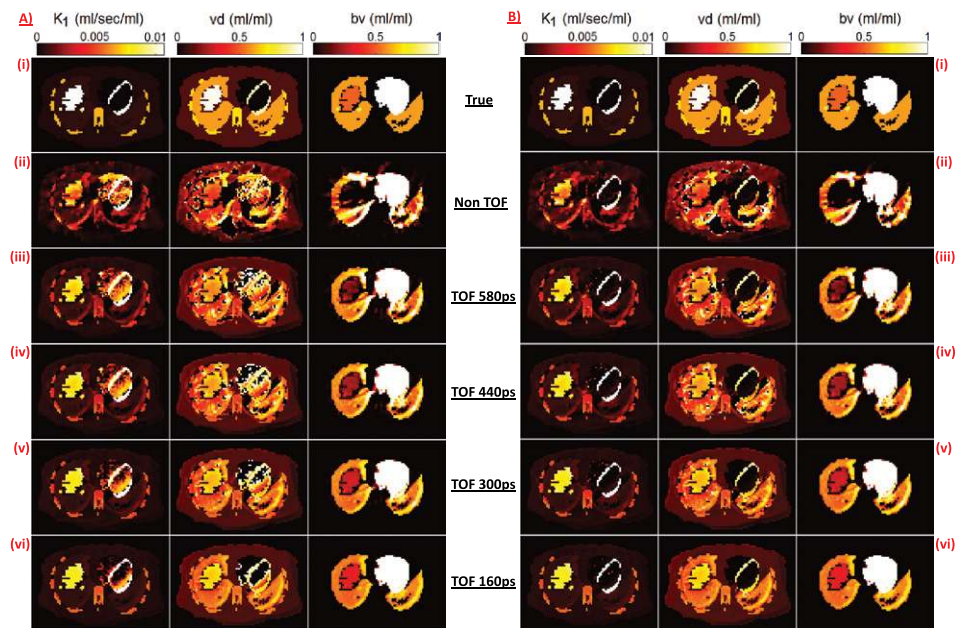 A) K1 (ml/sec/ml) vd (ml/ml) bv (ml/ml) B) K1 (ml/sec/ml) vd (ml/ml) bv (ml/ml)
0 0.005 0.01 0 0.5 1 0 0.5 1 0 0.005 0.01 0 0.5 1 0 0.5 1
(i) True (i)
(ii) Non TOF (ii)
(iii) TOF 580ps (iii)
(iv) TOF 440ps (iv)
(v) TOF 300ps (v)
(vi) TOF 160ps (vi)